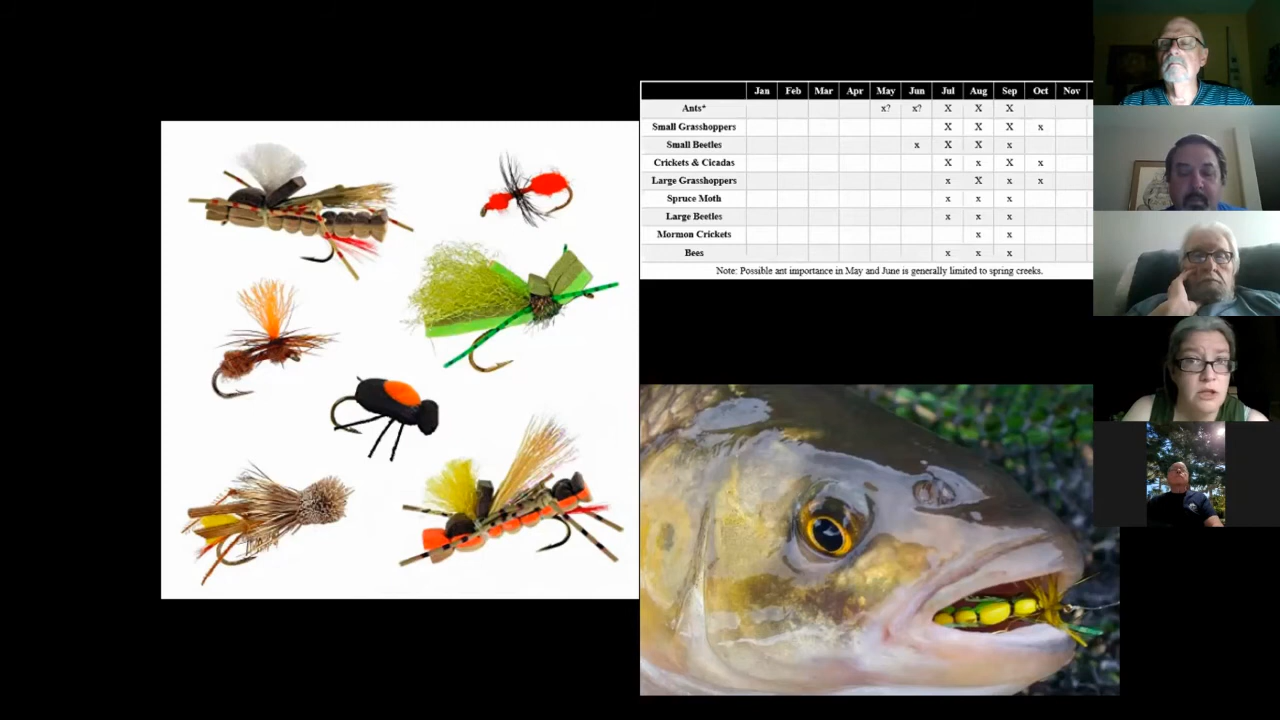 Jan Feb Mar Apr May Jun Jul Aug Sep Oct Nov
Ants* x? x? X X X
Small Grasshoppers X X X x
Small Beetles x X X x
Crickets & Cicadas X x X x
Large Grasshoppers x X x x
Spruce Moth x x x
Large Beetles x x x
Mormon Crickets x x
Bees x x x
Note: Possible ant importance in May and June is generally limited to spring creeks.